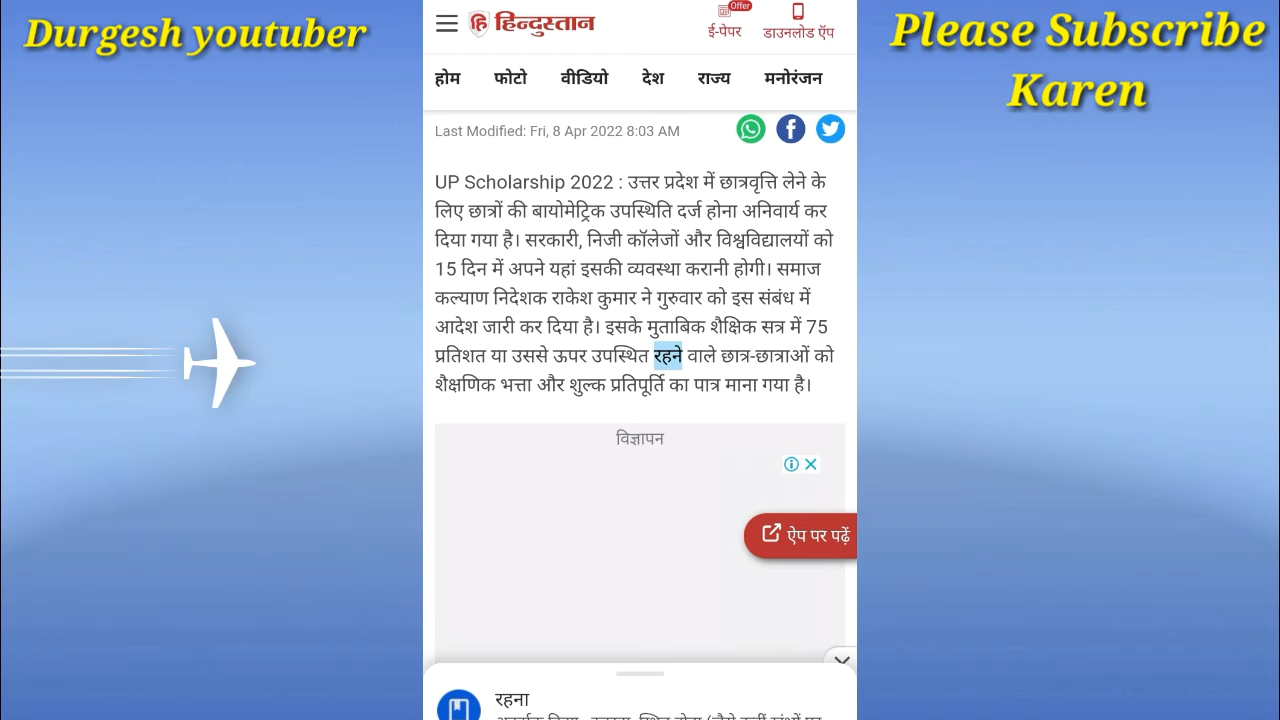 Durgesh youtuber
Please Subscribe
Karen
हिन्दुस्तान
Offer
ई-पेपर
डाउनलोड ऍप
होम फोटो वीडियो देश राज्य मनोरंजन
Last Modified: Fri, 8 Apr 2022 8:03 AM
UP Scholarship 2022 : उत्तर प्रदेश में छात्रवृत्ति लेने के
लिए छात्रों की बायोमेट्रिक उपस्थिति दर्ज होना अनिवार्य कर
दिया गया है। सरकारी, निजी कॉलेजों और विश्वविद्यालयों को
15 दिन में अपने यहां इसकी व्यवस्था करानी होगी। समाज
कल्याण निदेशक राकेश कुमार ने गुरुवार को इस संबंध में
आदेश जारी कर दिया है। इसके मुताबिक शैक्षिक सत्र में 75
प्रतिशत या उससे ऊपर उपस्थित रहने वाले छात्र-छात्राओं को
शैक्षणिक भत्ता और शुल्क प्रतिपूर्ति का पात्र माना गया है।
विज्ञापन
ऐप पर पढ़ें
रहना